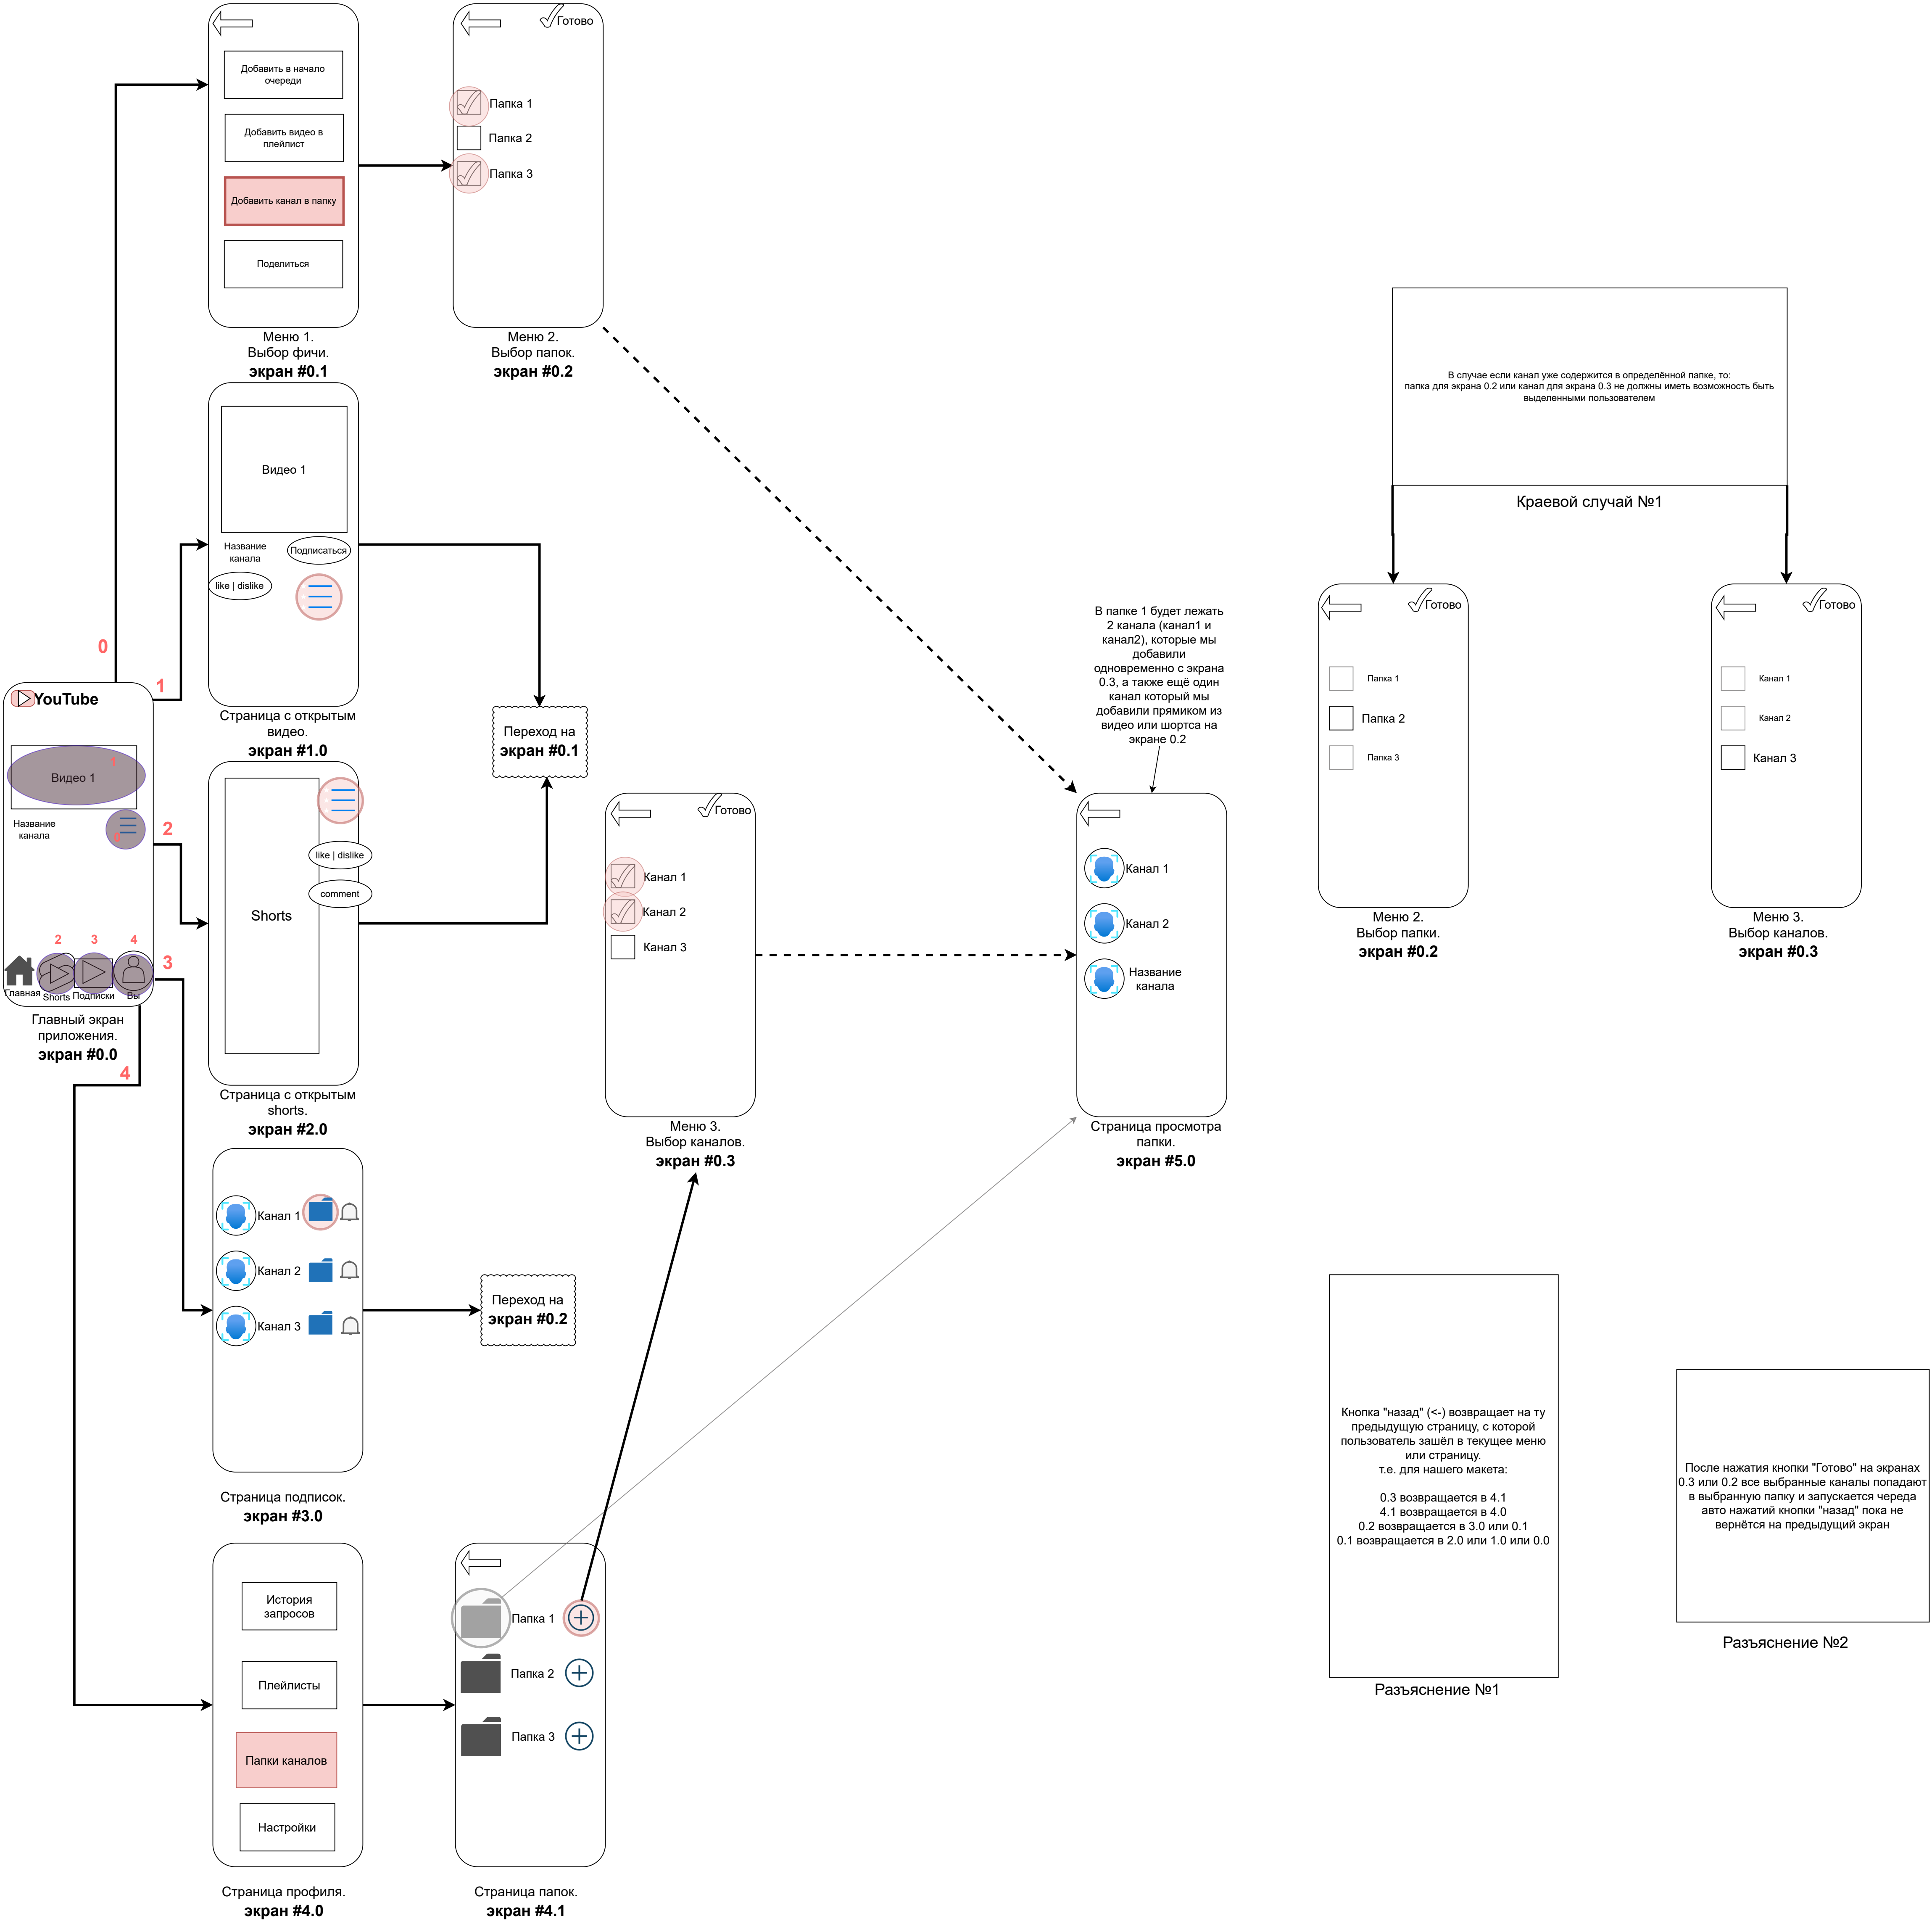 Добавить в начало
очереди
Добавить видео в
плейлист
Добавить канал в папку
Поделиться
Меню 1.
Выбор фичи.
экран #0.1
Готово
Папка 1
Папка 2
Папка 3
Меню 2.
Выбор папок.
экран #0.2
Видео 1
Название
канала
Подписаться
like | dislike
Страница с открытым
видео.
экран #1.0
Переход на
экран #0.1
0
1
2
3
4
YouTube
1
Видео 1
Название
канала
2
3
4
Главная
Shorts
Подписки
Вы
Главный экран
приложения.
экран #0.0
Shorts
like | dislike
comment
Страница с открытым
shorts.
экран #2.0
Канал 1
Канал 2
Канал 3
Страница подписок.
экран #3.0
Переход на
экран #0.2
История
запросов
Плейлисты
Папки каналов
Настройки
Страница профиля.
экран #4.0
Папка 1
Папка 2
Папка 3
Страница папок.
экран #4.1
Готово
Канал 1
Канал 2
Канал 3
Меню 3.
Выбор каналов.
экран #0.3
В папке 1 будет лежать
2 канала (канал1 и
канал2), которые мы
добавили
одновременно с экрана
0.3, а также ещё один
канал который мы
добавили прямиком из
видео или шортса на
экране 0.2
Канал 1
Канал 2
Название
канала
Страница просмотра
папки.
экран #5.0
В случае если канал уже содержится в определённой папке, то:
папка для экрана 0.2 или канал для экрана 0.3 не должны иметь возможность быть
выделенными пользователем
Краевой случай №1
Готово
Папка 1
Папка 2
Папка 3
Меню 2.
Выбор папки.
экран #0.2
Готово
Канал 1
Канал 2
Канал 3
Меню 3.
Выбор каналов.
экран #0.3
Кнопка "назад" (<-) возвращает на ту
предыдущую страницу, с которой
пользователь зашёл в текущее меню
или страницу.
т.е. для нашего макета:
0.3 возвращается в 4.1
4.1 возвращается в 4.0
0.2 возвращается в 3.0 или 0.1
0.1 возвращается в 2.0 или 1.0 или 0.0
Разъяснение №1
После нажатия кнопки "Готово" на экранах
0.3 или 0.2 все выбранные каналы попадают
в выбранную папку и запускается череда
авто нажатий кнопки "назад" пока не
вернётся на предыдущий экран
Разъяснение №2